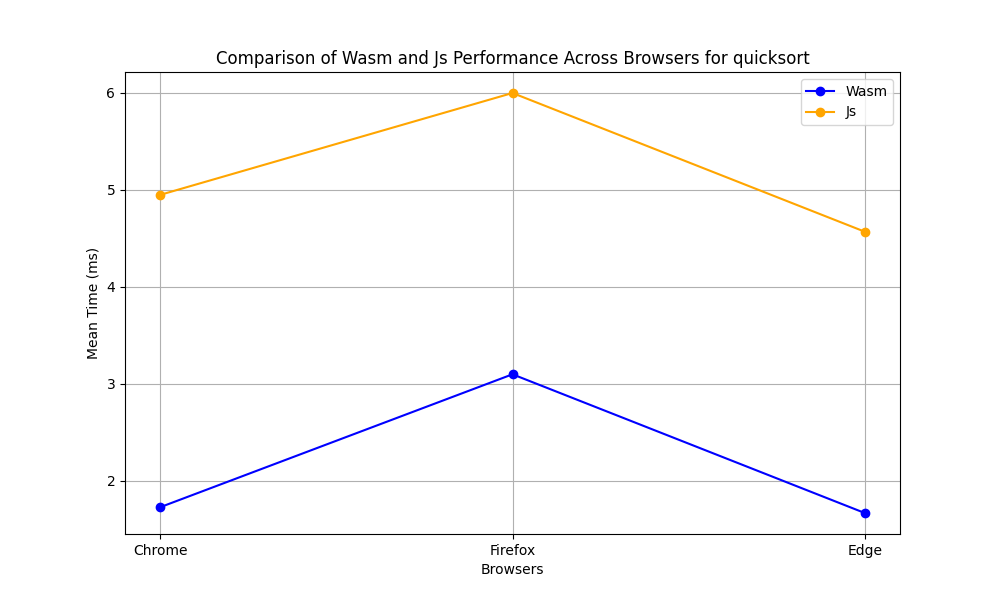 Comparison of Wasm and Js Performance Across Browsers for quicksort
Wasm
Js
6
5
4
3
2
Mean Time (ms)
Chrome
Firefox
Edge
Browsers